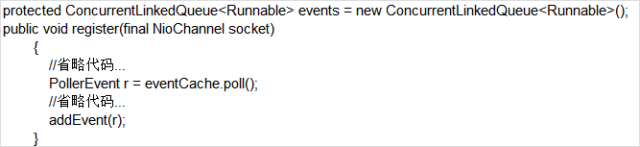 protected ConcurrentLinkedQueue<Runnable> events = new ConcurrentLinkedQueue<Runnable>();
public void register(final NioChannel socket)
{
//省略代码...
PollerEvent r = eventCache.poll();
//省略代码...
addEvent(r);
}